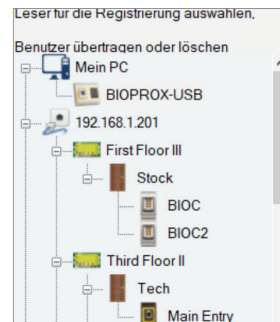 Leser für die Registrierung auswählen,
Benutzer übertragen oder löschen
Mein PC
BIOPROX-USB
192.168.1.201
First Floor III
Stock
BIOC
BIOC2
Third Floor II
Tech
Main Entry